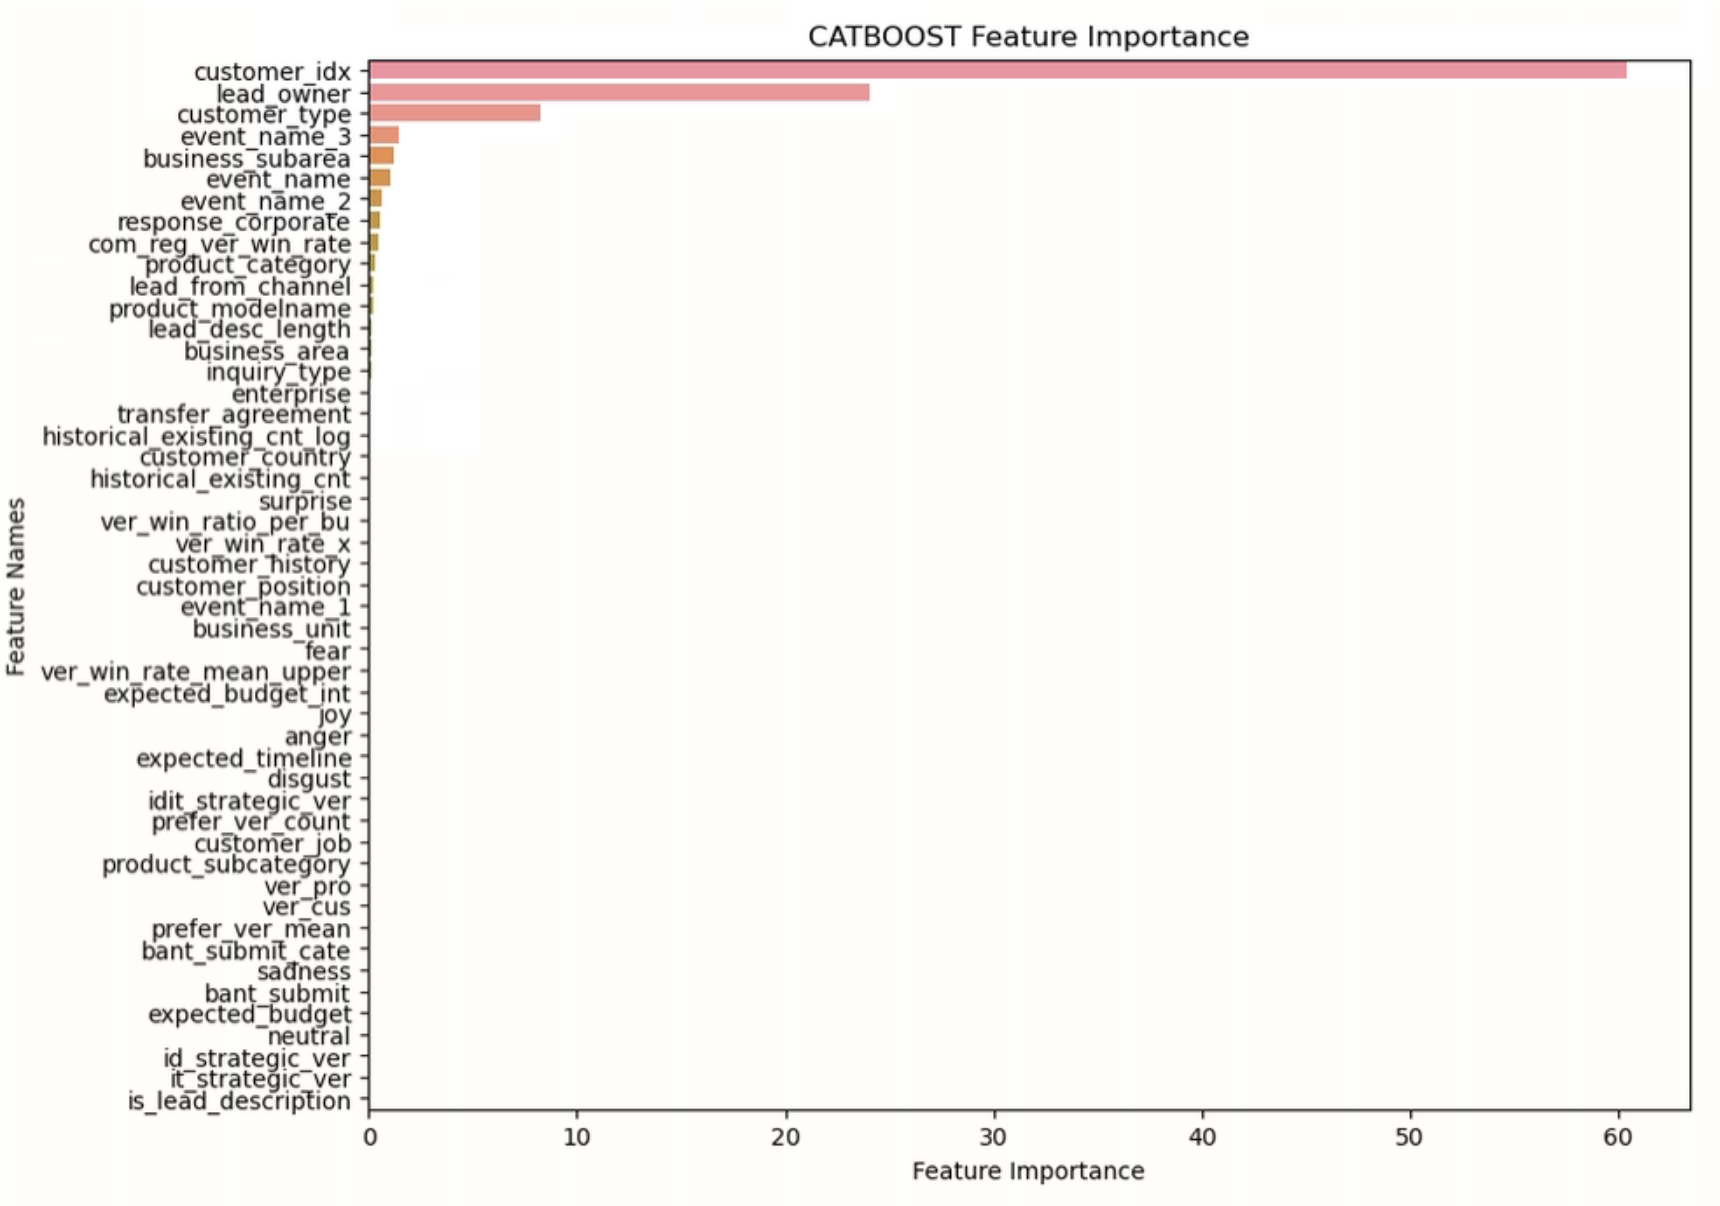 CATBOOST Feature Importance
customer_idx
lead_owner
customer_type
event_name_3
business_subarea
event_name
event_name_2
response_corporate
com_reg_ver_win_rate
product_category
lead_from_channel
product_modelname
lead_desc_length
business_area
inquiry_type
enterprise
transfer_agreement
historical_existing_cnt_log
customer_country
historical_existing_cnt
surprise
ver_win_ratio_per_bu
ver_win_rate_x
customer_history
customer_position
event_name_1
business_unit
fear
ver_win_rate_mean_upper
expected_budget_int
joy
anger
expected_timeline
disgust
idit_strategic_ver
prefer_ver_count
customer_job
product_subcategory
ver_pro
ver_cus
prefer_ver_mean
bant_submit_cate
sadness
bant_submit
expected_budget
neutral
id_strategic_ver
it_strategic_ver
is_lead_description
Feature Names
0 10 20 30 40 50 60
Feature Importance